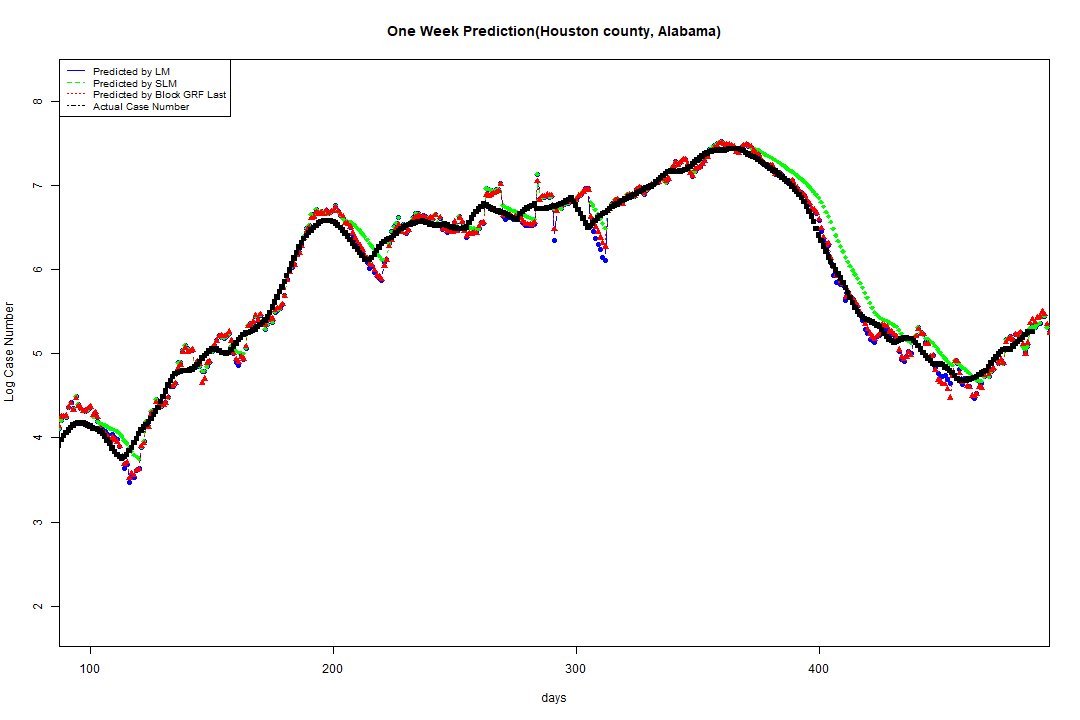 One Week Prediction(Houston county, Alabama)
Predicted by LM
Predicted by SLM
Predicted by Block GRF Last
Actual Case Number
8
7
6
5
4
3
2
Log Case Number
100 200 300 400
days